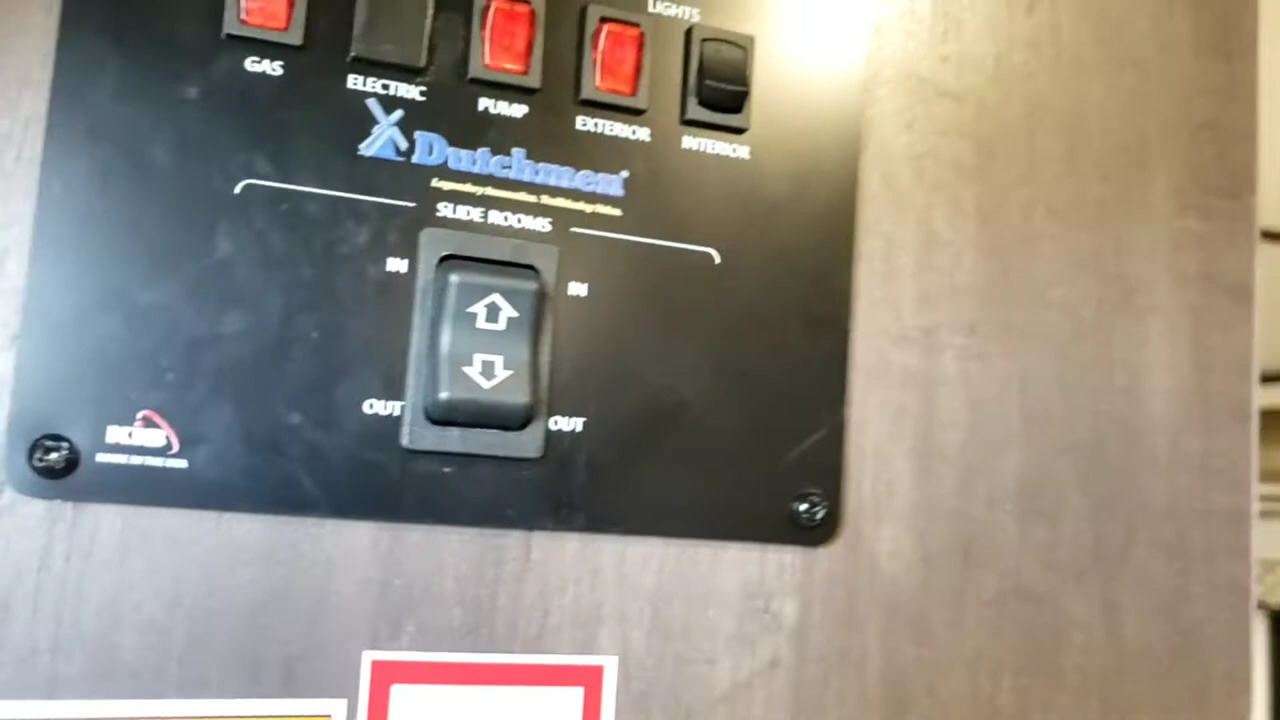 LIGHTS
GAS
ELECTRIC
PUMP
EXTERIOR
INTERIOR
Dutchmen
SLIDE ROOMS
IN
IN
OUT
OUT